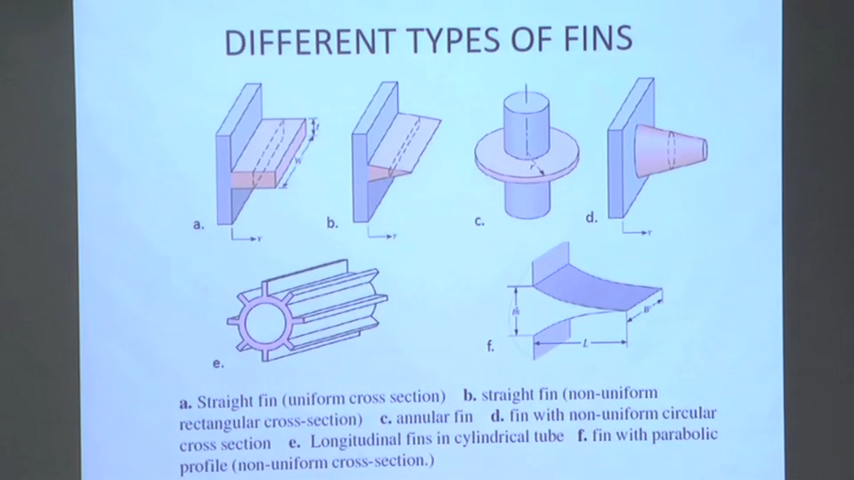 DIFFERENT TYPES OF FINS
a.
b.
c.
d.
e.
f.
L
a. Straight fin (uniform cross section) b. straight fin (non-uniform
rectangular cross-section) c. annular fin d. fin with non-uniform circular
cross section e. Longitudinal fins in cylindrical tube f. fin with parabolic
profile (non-uniform cross-section.)